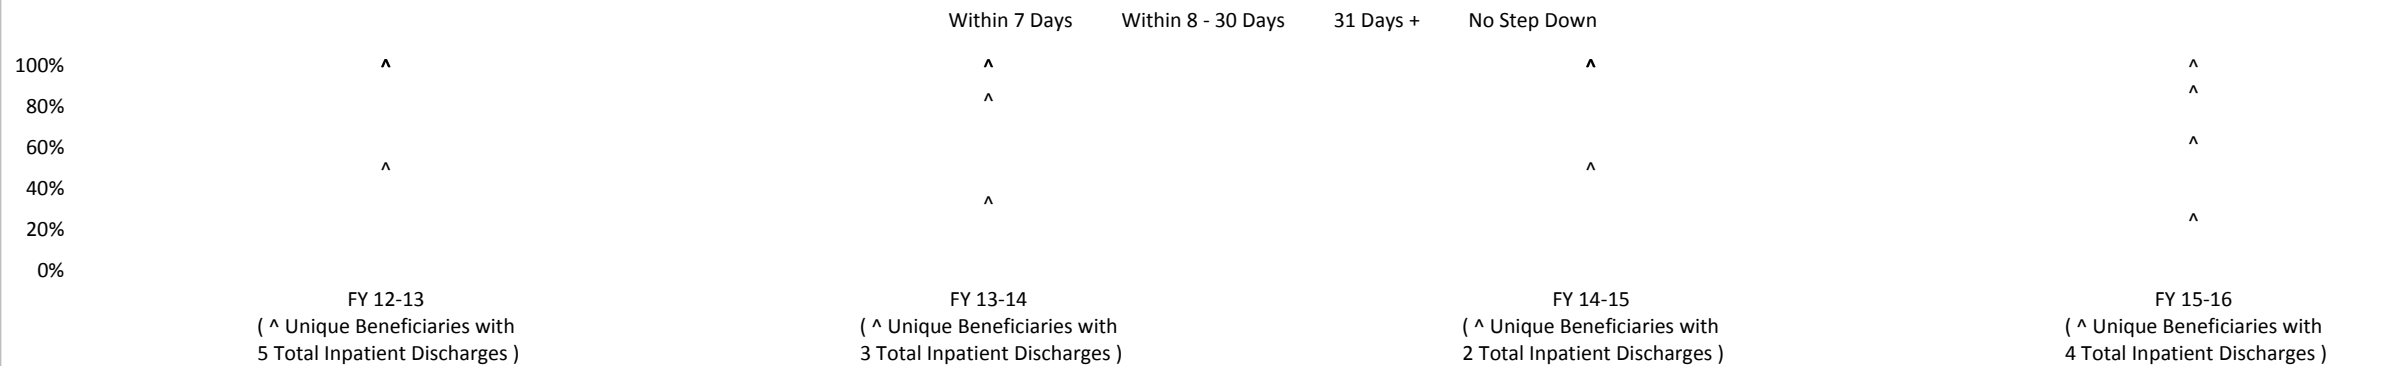 Within 7 Days Within 8 - 30 Days 31 Days + No Step Down
100% ^ ^ ^ ^
^
80% ^
60% ^
^ ^
40%
^
20% ^
0%
FY 12-13 FY 13-14 FY 14-15 FY 15-16
( ^ Unique Beneficiaries with ( ^ Unique Beneficiaries with ( ^ Unique Beneficiaries with ( ^ Unique Beneficiaries with
5 Total Inpatient Discharges ) 3 Total Inpatient Discharges ) 2 Total Inpatient Discharges ) 4 Total Inpatient Discharges )